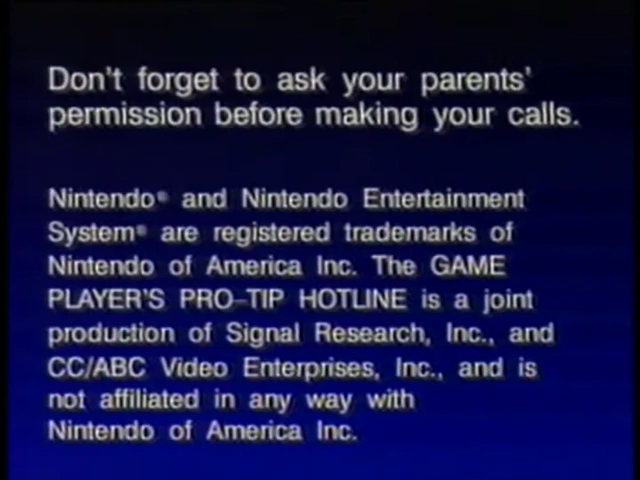 Don't forget to ask your parents'
permission before making your calls.
Nintendo® and Nintendo Entertainment
System® are registered trademarks of
Nintendo of America Inc. The GAME
PLAYER'S PRO-TIP HOTLINE is a joint
production of Signal Research, Inc., and
CC/ABC Video Enterprises, Inc., and is
not affiliated in any way with
Nintendo of America Inc.